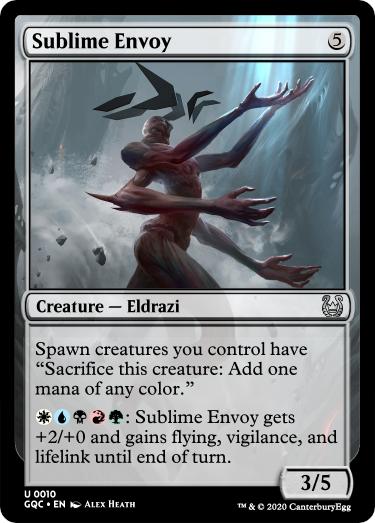 Sublime Envoy 5
Creature — Eldrazi
Spawn creatures you control have
“Sacrifice this creature: Add one
mana of any color.”
: Sublime Envoy gets
+2/+0 and gains flying, vigilance, and
lifelink until end of turn.
3/5
U 0010
GQC • EN Alex Heath
™ & © 2020 CanterburyEgg